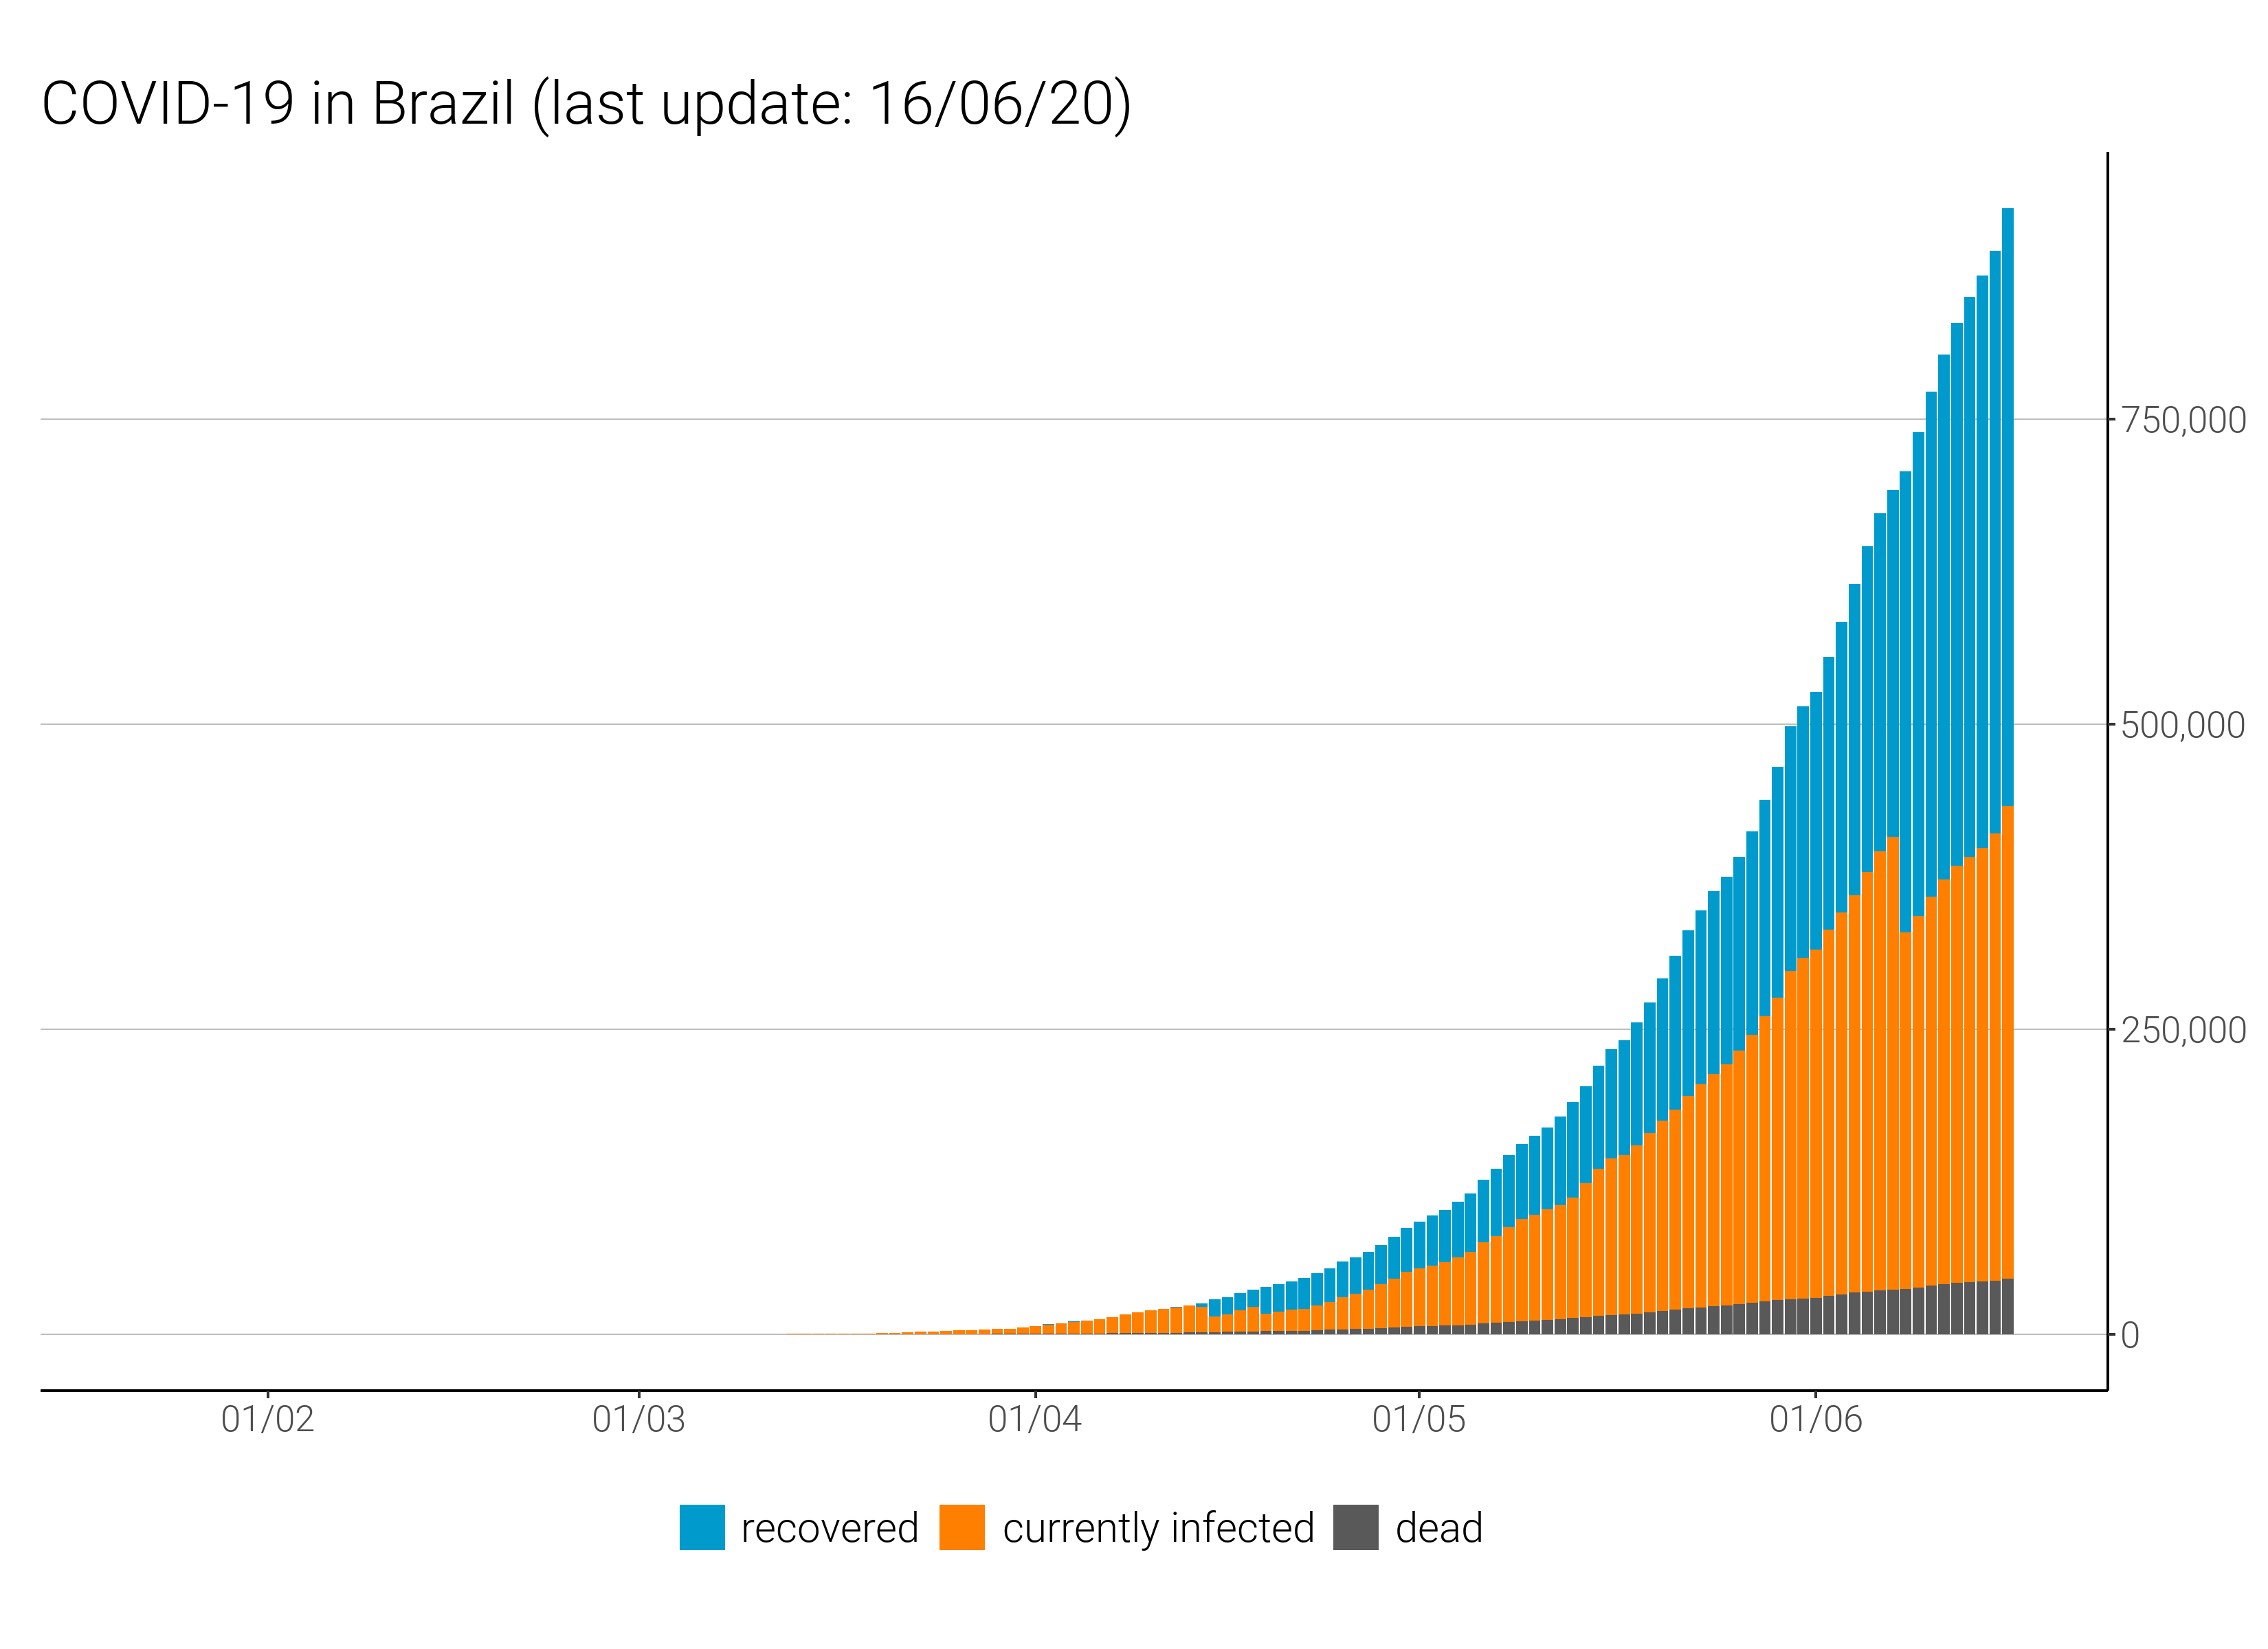 COVID-19 in Brazil (last update: 16/06/20)
750,000
500,000
250,000
0
01/02 01/03 01/04 01/05 01/06
recovered currently infected dead